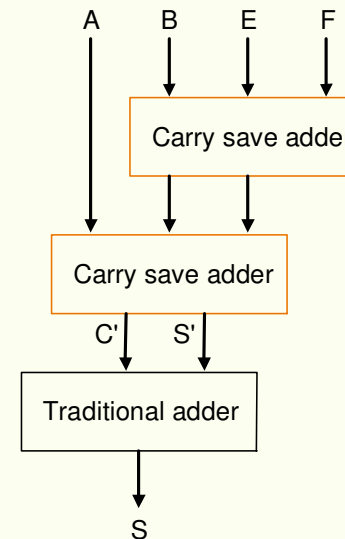 A B E F
Carry save adde
Carry save adder
C' S'
Traditional adder
S